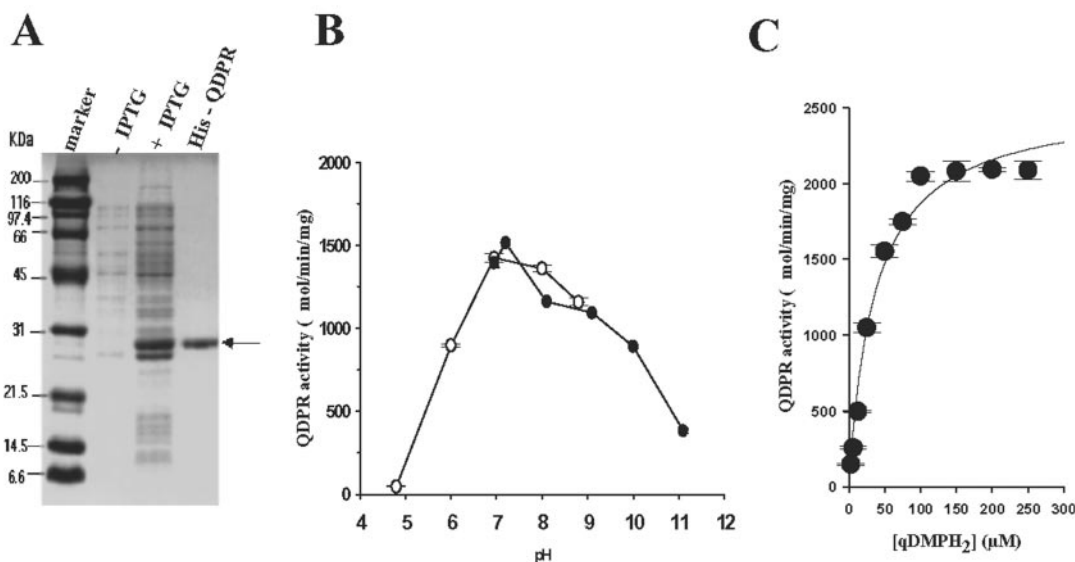 A
KDa
marker
- IPTG
+ IPTG
His - QDPR
200
116
97.4
66
45
31
21.5
14.5
6.6
B
QDPR activity ( mol/min/mg)
2000
1500
1000
500
0
4 5 6 7 8 9 10 11 12
pH
C
QDPR activity ( mol/min/mg)
2500
2000
1500
1000
500
0
0 50 100 150 200 250 300
[qDMPH₂] (µM)